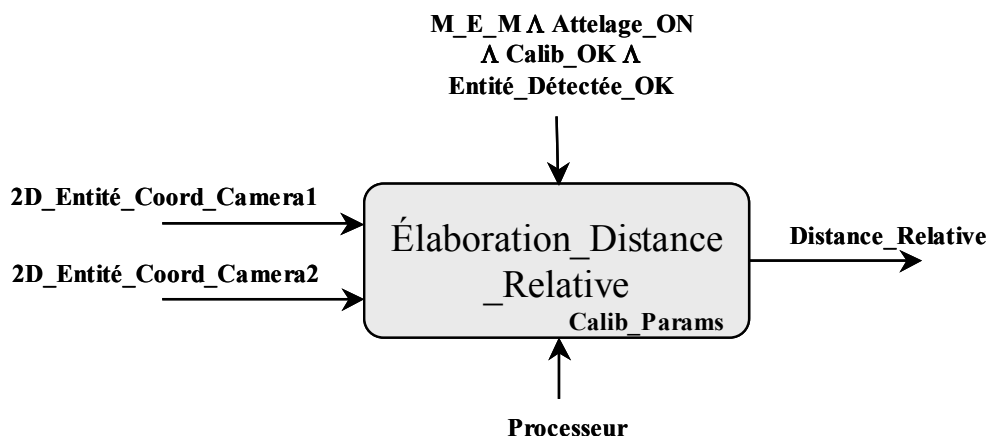 M_E_M Λ Attelage_ON
Λ Calib_OK Λ
Entité_Détectée_OK
2D_Entité_Coord_Camera1
2D_Entité_Coord_Camera2
Élaboration_Distance
_Relative
Calib_Params
Distance_Relative
Processeur